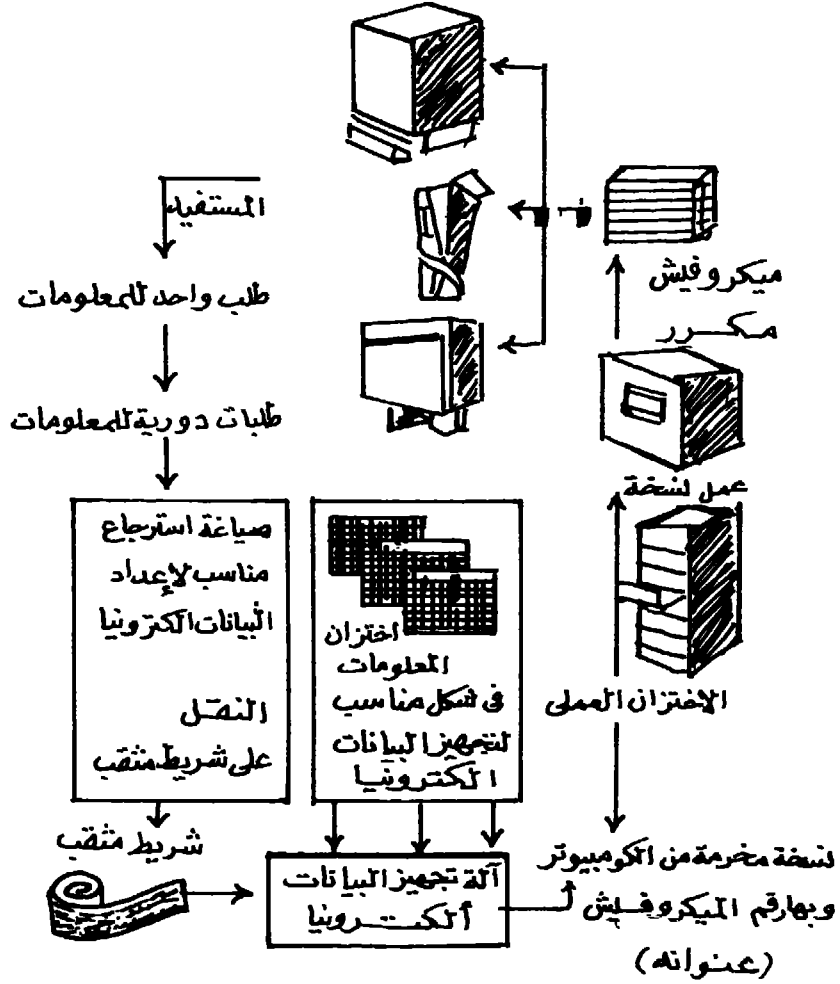 المستفيد
طلب واحد للمعلومات
طلبات دورية للمعلومات
صياغة استرجاع
مناسب لإعداد
البيانات الكترونيا
النقل
على شريط مثقب
شريط مثقب
اختزان
المعلومات
فى شكل مناسب
لتجهيز البيانات
الكترونيا
آلة تجهيز البيانات
ألكترونيا
ميكروفيش
مكرر
عمل نسخة
الاختزان العملى
نسخة مخرمة من الكومبيوتر
وبها رقم الميكروفيش
(عنوانه)